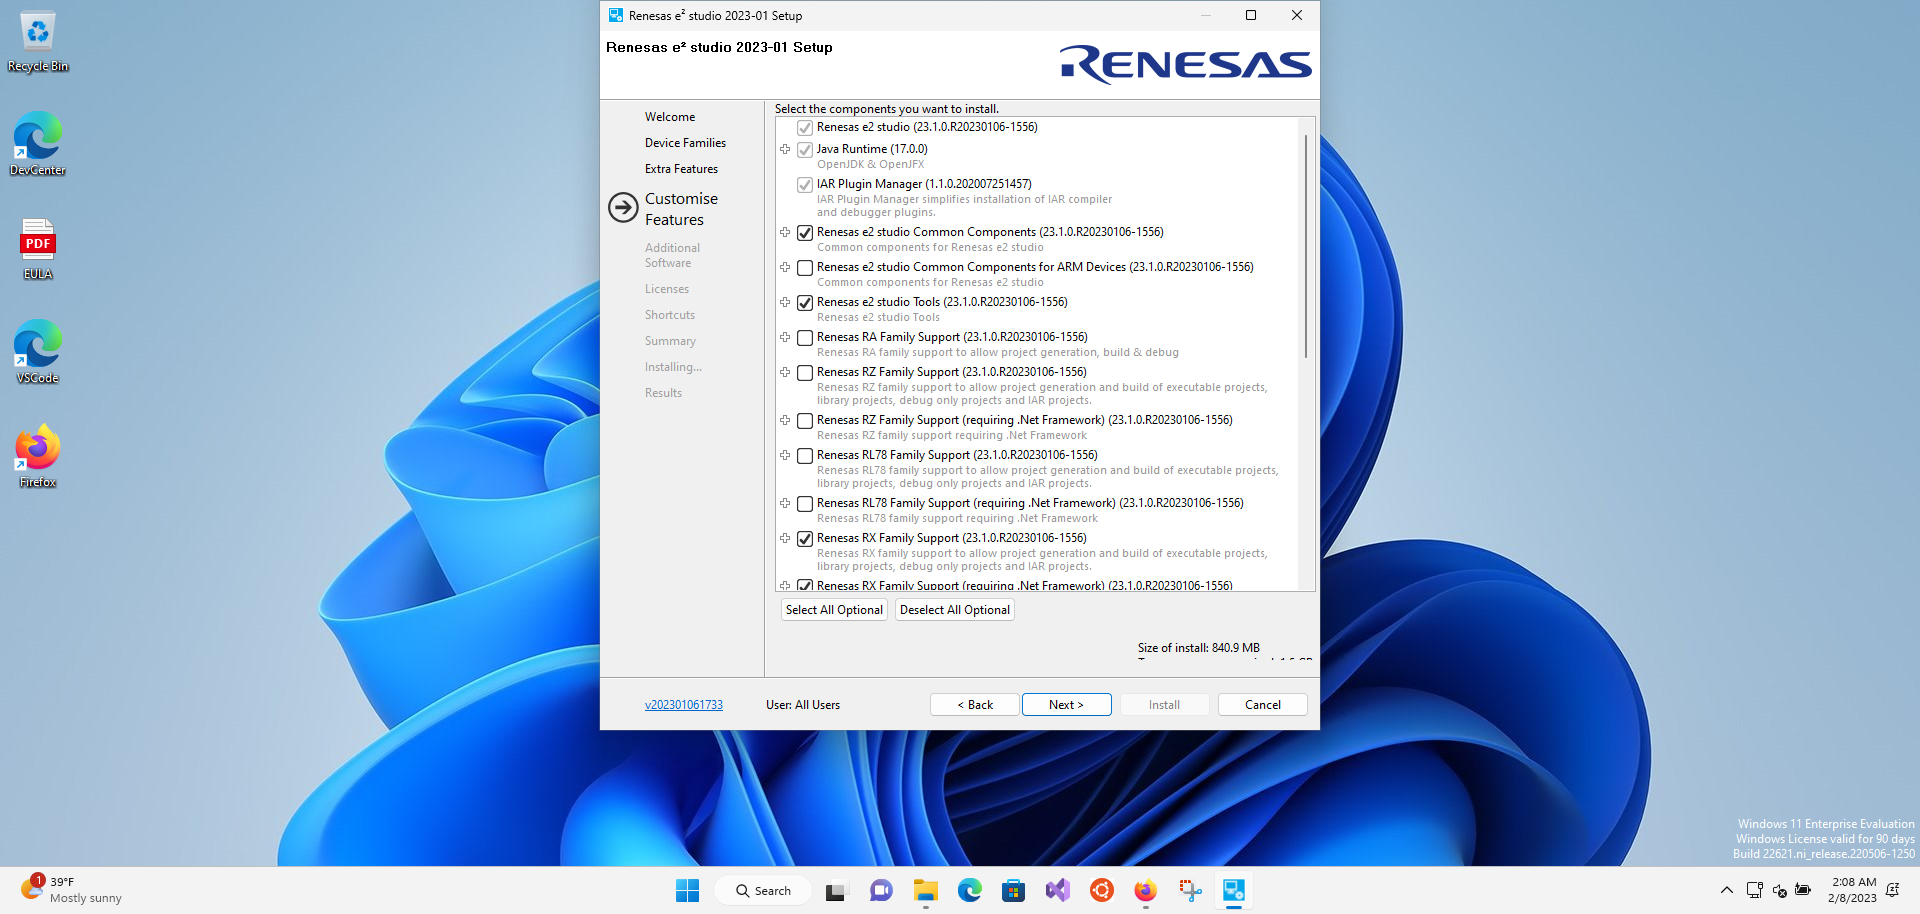 Recycle Bin
DevCenter
PDF
EULA
VSCode
Firefox
Renesas e² studio 2023-01 Setup
Renesas e² studio 2023-01 Setup
RENESAS
Welcome
Device Families
Extra Features
Customise
Features
Additional
Software
Licenses
Shortcuts
Summary
Installing...
Results
Select the components you want to install.
Renesas e2 studio (23.1.0.R20230106-1556)
Java Runtime (17.0.0)
OpenJDK & OpenJFX
IAR Plugin Manager (1.1.0.202007251457)
IAR Plugin Manager simplifies installation of IAR compiler
and debugger plugins.
Renesas e2 studio Common Components (23.1.0.R20230106-1556)
Common components for Renesas e2 studio
Renesas e2 studio Common Components for ARM Devices (23.1.0.R20230106-1556)
Common components for Renesas e2 studio
Renesas e2 studio Tools (23.1.0.R20230106-1556)
Renesas e2 studio Tools
Renesas RA Family Support (23.1.0.R20230106-1556)
Renesas RA family support to allow project generation, build & debug
Renesas RZ Family Support (23.1.0.R20230106-1556)
Renesas RZ family support to allow project generation and build of executable projects,
library projects, debug only projects and IAR projects.
Renesas RZ Family Support (requiring .Net Framework) (23.1.0.R20230106-1556)
Renesas RZ family support requiring .Net Framework
Renesas RL78 Family Support (23.1.0.R20230106-1556)
Renesas RL78 family support to allow project generation and build of executable projects,
library projects, debug only projects and IAR projects.
Renesas RL78 Family Support (requiring .Net Framework) (23.1.0.R20230106-1556)
Renesas RL78 family support requiring .Net Framework
Renesas RX Family Support (23.1.0.R20230106-1556)
Renesas RX family support to allow project generation and build of executable projects,
library projects, debug only projects and IAR projects.
Renesas RX Family Support (requiring .Net Framework) (23.1.0.R20230106-1556)
Select All Optional
Deselect All Optional
Size of install: 840.9 MB
v202301061733
User: All Users
< Back
Next >
Install
Cancel
Windows 11 Enterprise Evaluation
Windows License valid for 90 days
Build 22621.ni_release.220506-1250
1
39°F
Mostly sunny
Search
2:08 AM
2/8/2023